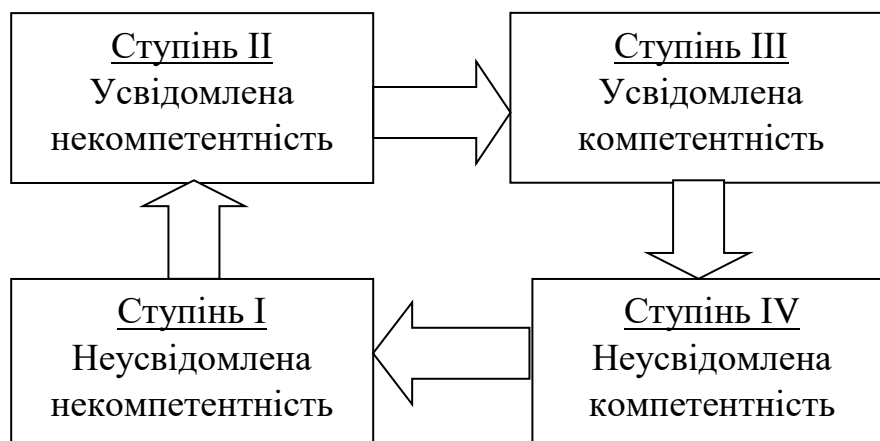 Ступінь II
Усвідомлена
некомпетентність
Ступінь III
Усвідомлена
компетентність
Ступінь I
Неусвідомлена
некомпетентність
Ступінь IV
Неусвідомлена
компетентність